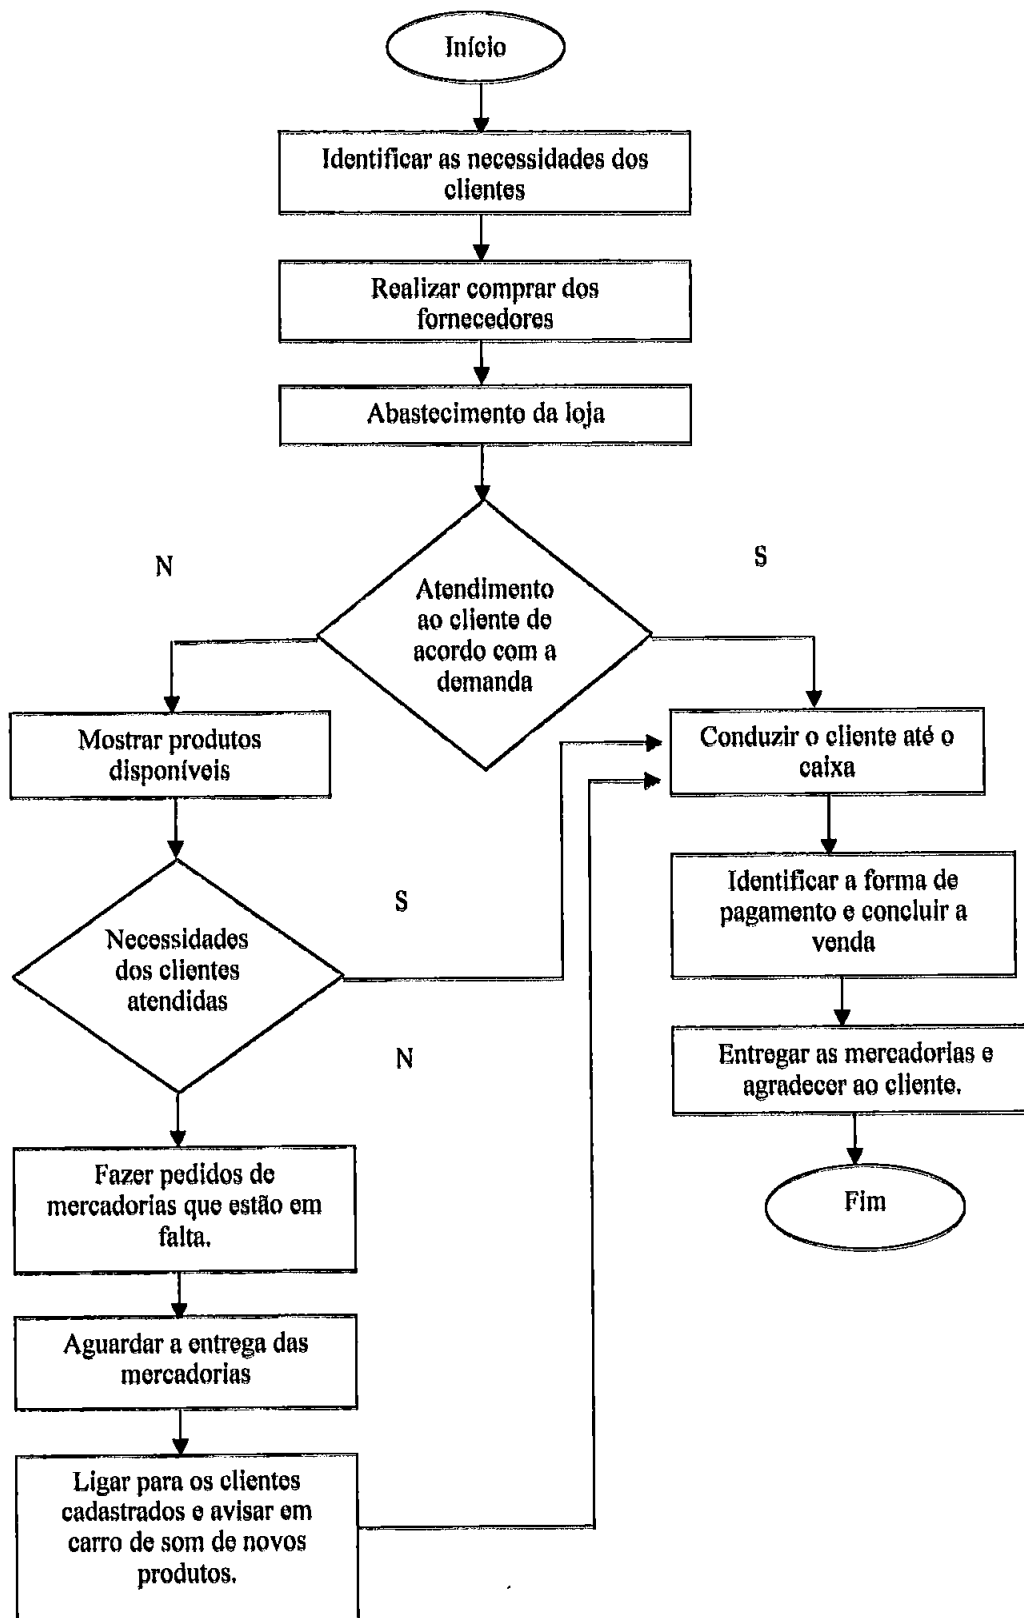 Início
Identificar as necessidades dos
clientes
Realizar comprar dos
fornecedores
Abastecimento da loja
N
S
Atendimento
ao cliente de
acordo com a
demanda
Mostrar produtos
disponíveis
Conduzir o cliente até o
caixa
Identificar a forma de
pagamento e concluir a
venda
S
Necessidades
dos clientes
atendidas
N
Entregar as mercadorias e
agradecer ao cliente.
Fim
Fazer pedidos de
mercadorias que estão em
falta.
Aguardar a entrega das
mercadorias
Ligar para os clientes
cadastrados e avisar em
carro de som de novos
produtos.